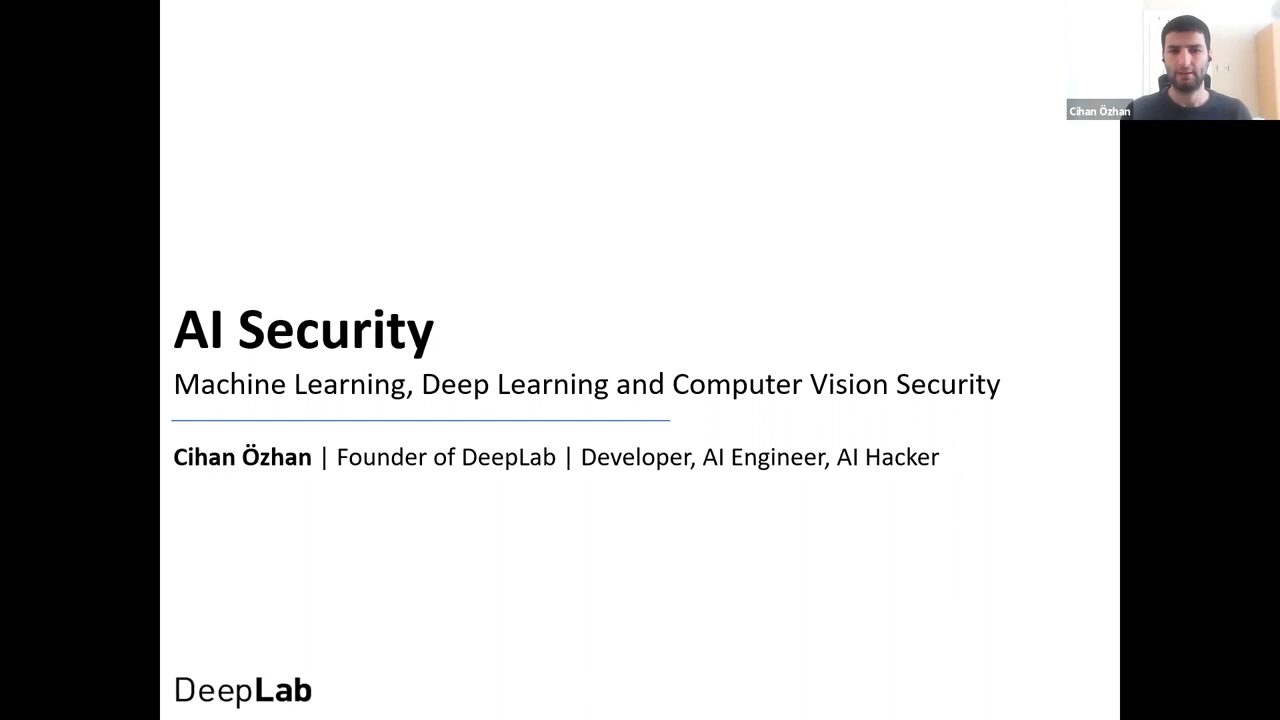 Cihan Özhan
AI Security
Machine Learning, Deep Learning and Computer Vision Security
Cihan Özhan | Founder of DeepLab | Developer, AI Engineer, AI Hacker
DeepLab